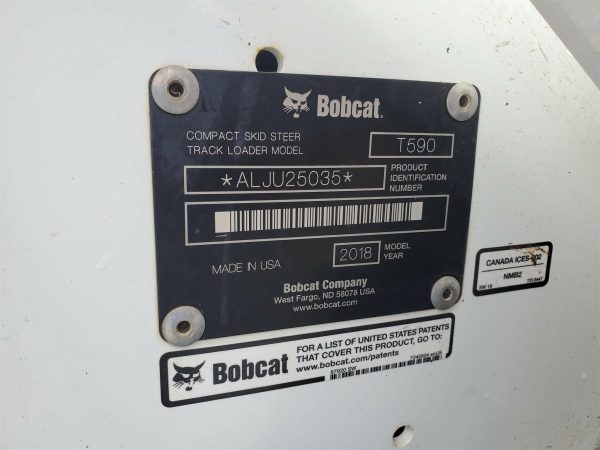 Bobcat
COMPACT SKID STEER
TRACK LOADER MODEL
T590
*ALJU25035*
PRODUCT
IDENTIFICATION
NUMBER
MADE IN USA
2018
MODEL
YEAR
Bobcat Company
West Fargo, ND 58078 USA
www.bobcat.com
CANADA ICES-002
NMB2
Bobcat
FOR A LIST OF UNITED STATES PATENTS
THAT COVER THIS PRODUCT, GO TO:
www.bobcat.com/patents